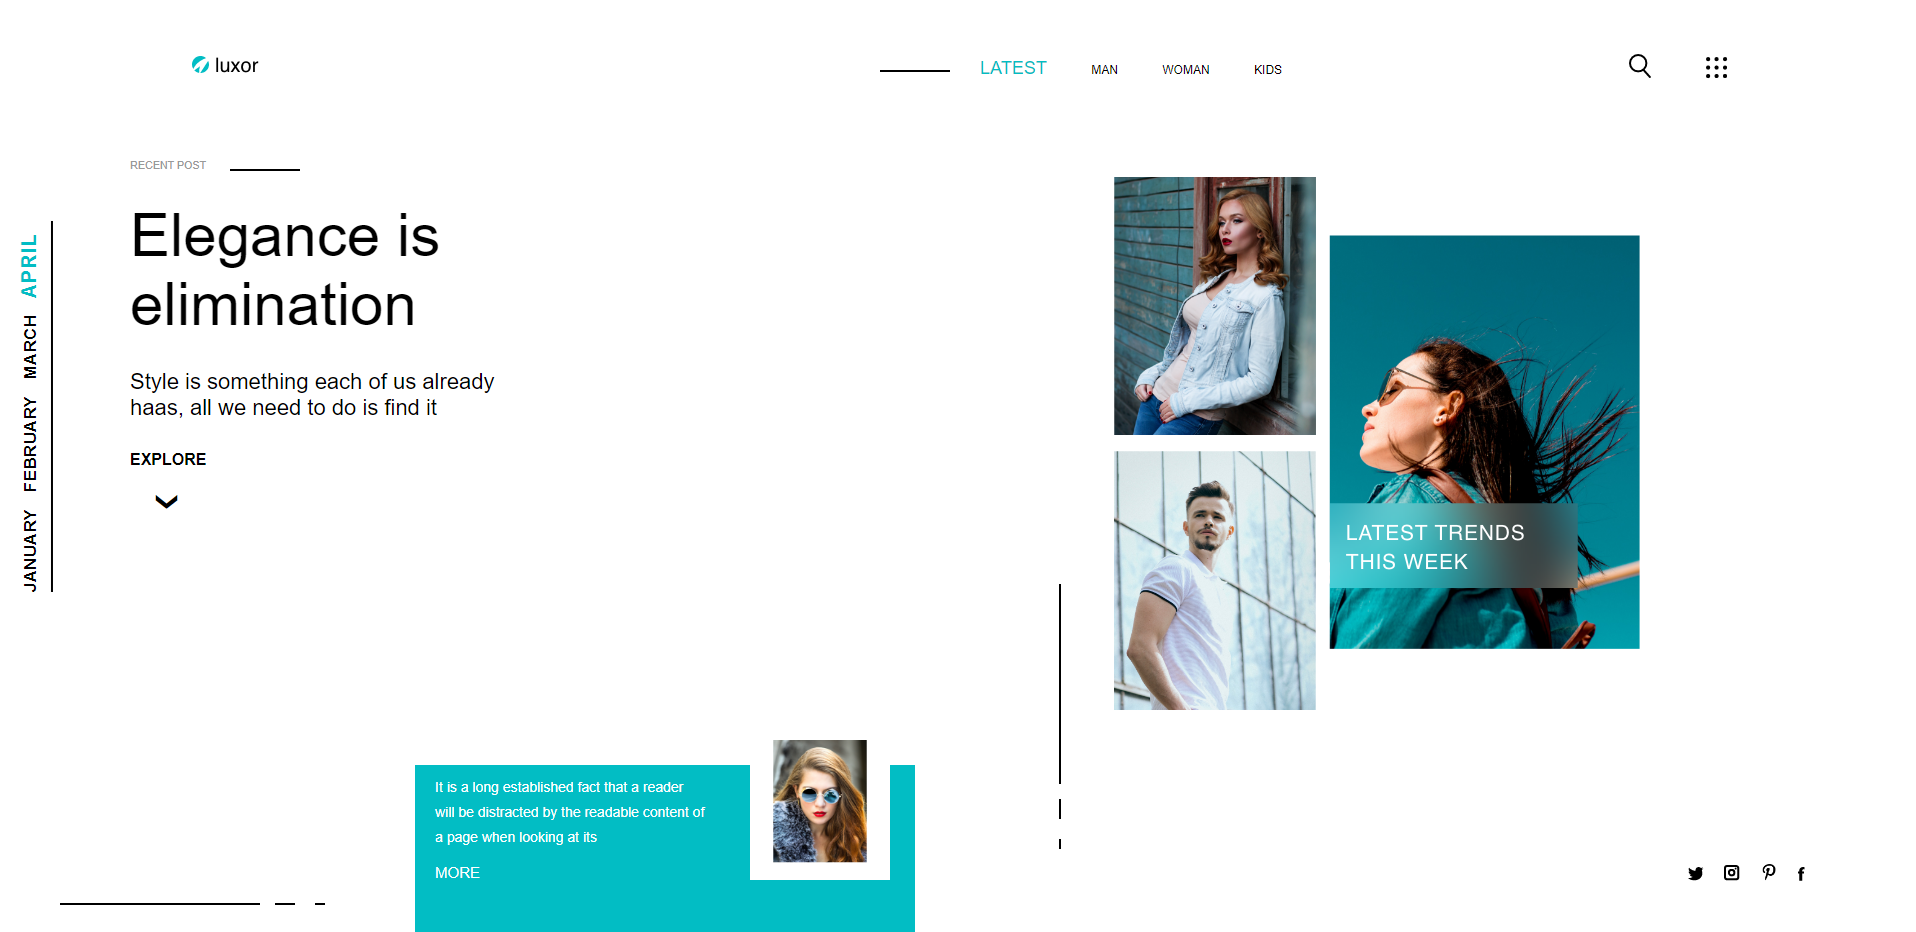 luxor
LATEST
MAN
WOMAN
KIDS
RECENT POST
Elegance is
elimination
Style is something each of us already
haas, all we need to do is find it
EXPLORE
JANUARY FEBRUARY MARCH APRIL
LATEST TRENDS
THIS WEEK
It is a long established fact that a reader
will be distracted by the readable content of
a page when looking at its
MORE